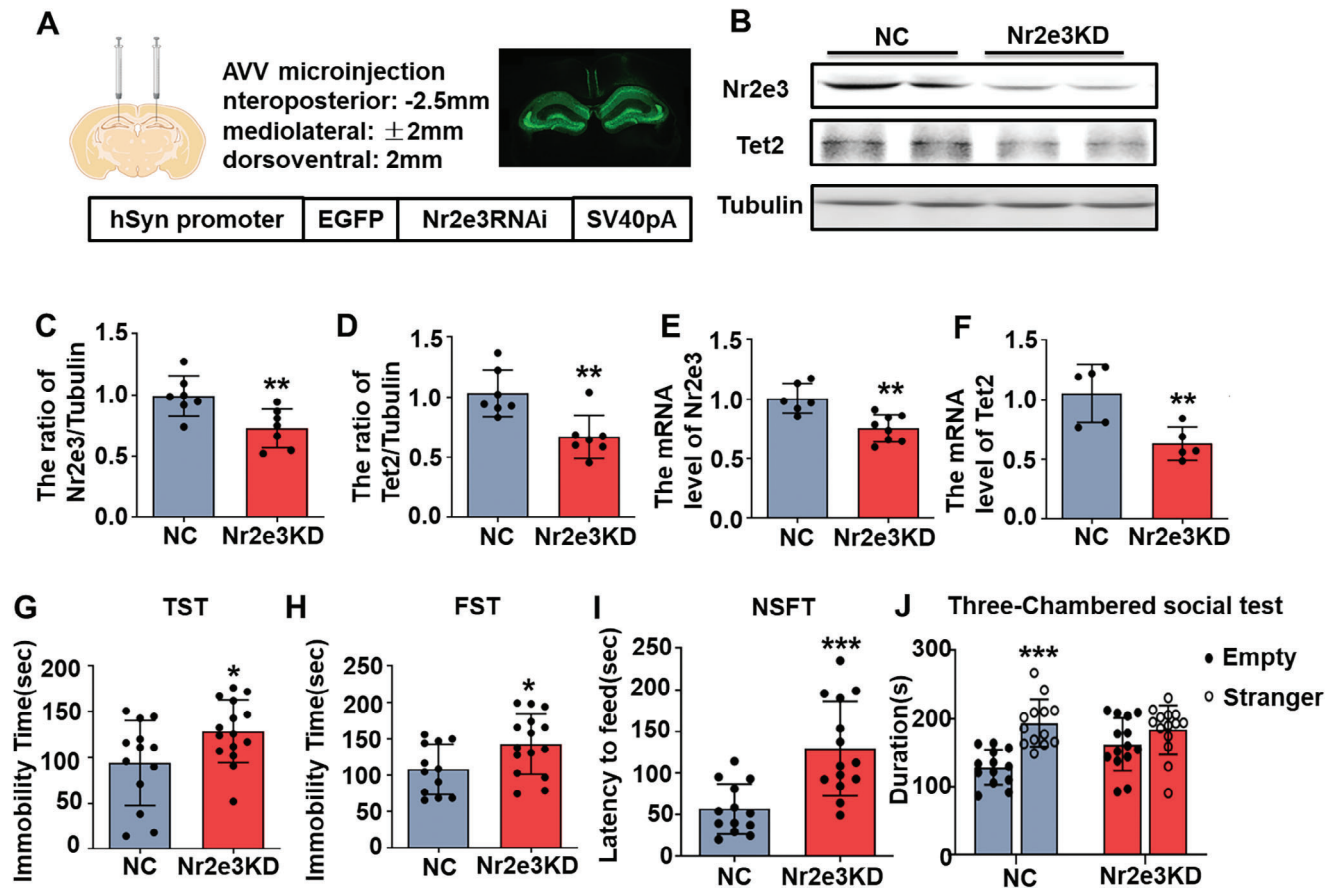 A
AVV microinjection
nteroposterior: -2.5mm
mediolateral: ±2mm
dorsoventral: 2mm
hSyn promoter EGFP Nr2e3RNAi SV40pA
B
NC Nr2e3KD
Nr2e3
Tet2
Tubulin
C
The ratio of
Nr2e3/Tubulin
1.5
1.0
0.5
0.0
**
NC Nr2e3KD
D
The ratio of
Tet2/Tubulin
1.5
1.0
0.5
0.0
**
NC Nr2e3KD
E
The mRNA
level of Nr2e3
1.5
1.0
0.5
0.0
**
NC Nr2e3KD
F
The mRNA
level of Tet2
1.5
1.0
0.5
0.0
**
NC Nr2e3KD
G
TST
Immobility Time(sec)
200
150
100
50
0
*
NC Nr2e3KD
H
FST
Immobility Time(sec)
250
200
150
100
50
0
*
NC Nr2e3KD
I
NSFT
Latency to feed(sec)
250
200
150
100
50
0
***
NC Nr2e3KD
J
Three-Chambered social test
Duration(s)
300
200
100
0
***
Empty
Stranger
NC Nr2e3KD